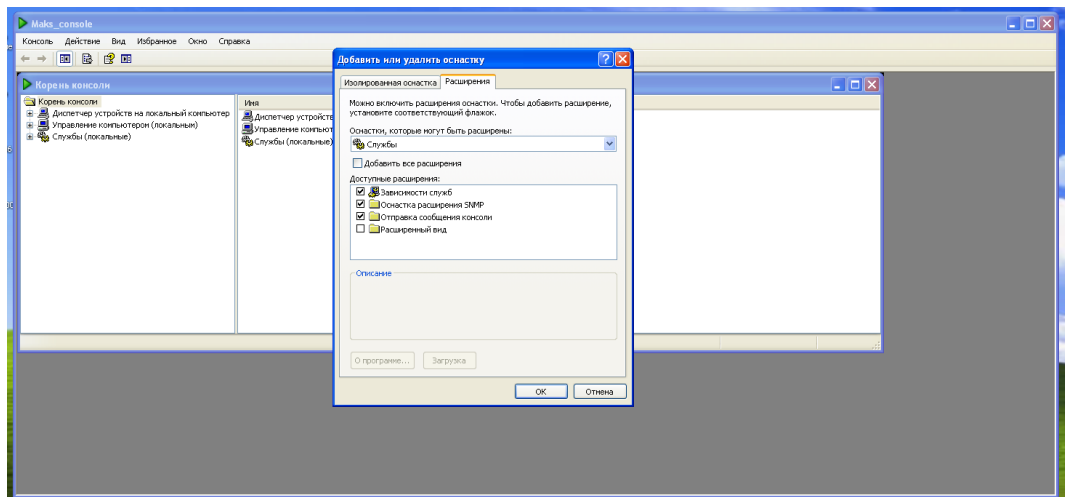 Maks_console
Консоль Действие Вид Избранное Окно Справка
Корень консоли
Корень консоли
Диспетчер устройств на локальный компьютер
Управление компьютером (локальным)
Службы (локальные)
Имя
Диспетчер устройств
Управление компьют
Службы (локальные)
Добавить или удалить оснастку
Изолированная оснастка Расширения
Можно включить расширения оснастки. Чтобы добавить расширение,
установите соответствующий флажок.
Оснастки, которые могут быть расширены:
Службы
Добавить все расширения
Доступные расширения:
Зависимости служб
Оснастка расширения SNMP
Отправка сообщения консоли
Расширенный вид
Описание
О программе... Загрузка
ОК Отмена